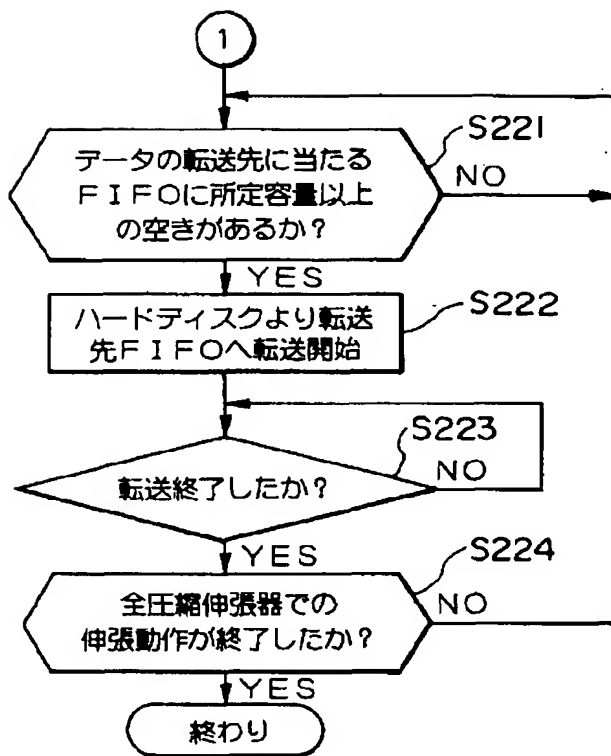 1
S221
データの転送先に当たる
FIFOに所定容量以上
の空きがあるか?
NO
YES
S222
ハードディスクより転送
先FIFOへ転送開始
S223
転送終了したか?
NO
YES
S224
全圧縮伸張器での
伸張動作が終了したか?
NO
YES
終わり